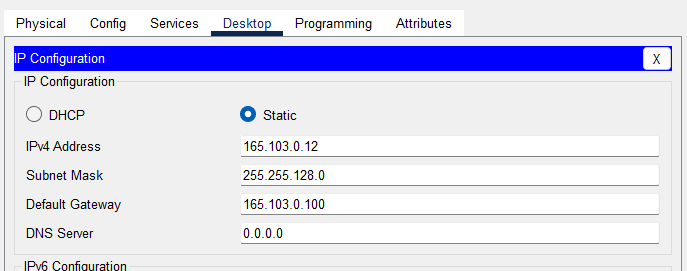 Physical Config Services Desktop Programming Attributes
IP Configuration X
IP Configuration
DHCP Static
IPv4 Address 165.103.0.12
Subnet Mask 255.255.128.0
Default Gateway 165.103.0.100
DNS Server 0.0.0.0
IPv6 Configuration